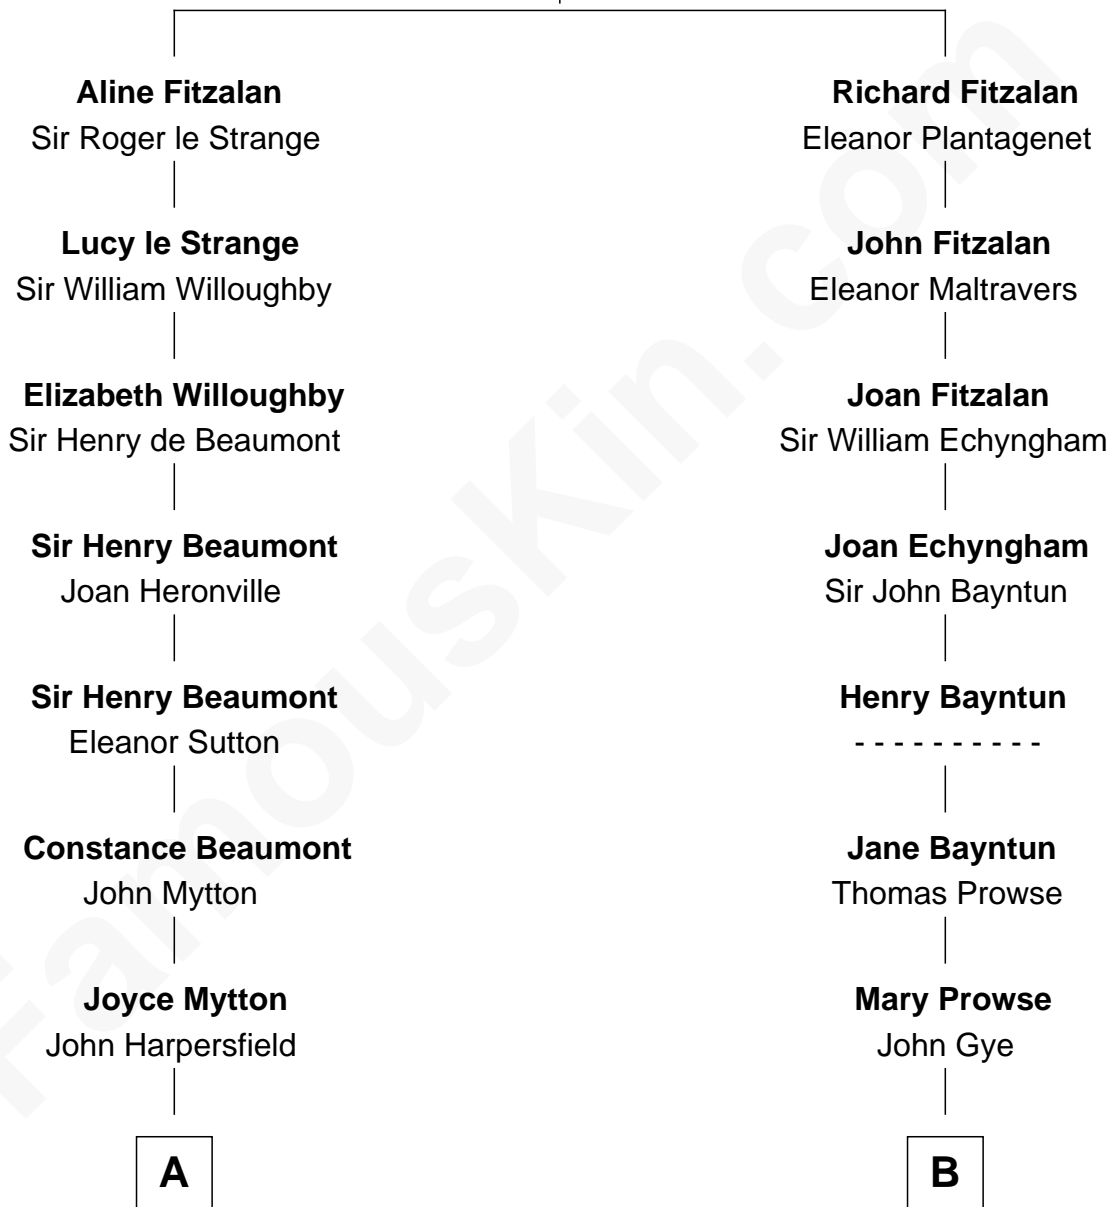 Aline Fitzalan
Sir Roger le Strange
Lucy le Strange
Sir William Willoughby
Elizabeth Willoughby
Sir Henry de Beaumont
Sir Henry Beaumont
Joan Heronville
Sir Henry Beaumont
Eleanor Sutton
Constance Beaumont
John Mytton
Joyce Mytton
John Harpersfield
A
Richard Fitzalan
Eleanor Plantagenet
John Fitzalan
Eleanor Maltravers
Joan Fitzalan
Sir William Echyngham
Joan Echyngham
Sir John Bayntun
Henry Bayntun
- - - - - - - - - -
Jane Bayntun
Thomas Prowse
Mary Prowse
John Gye
B
FamousKin.com